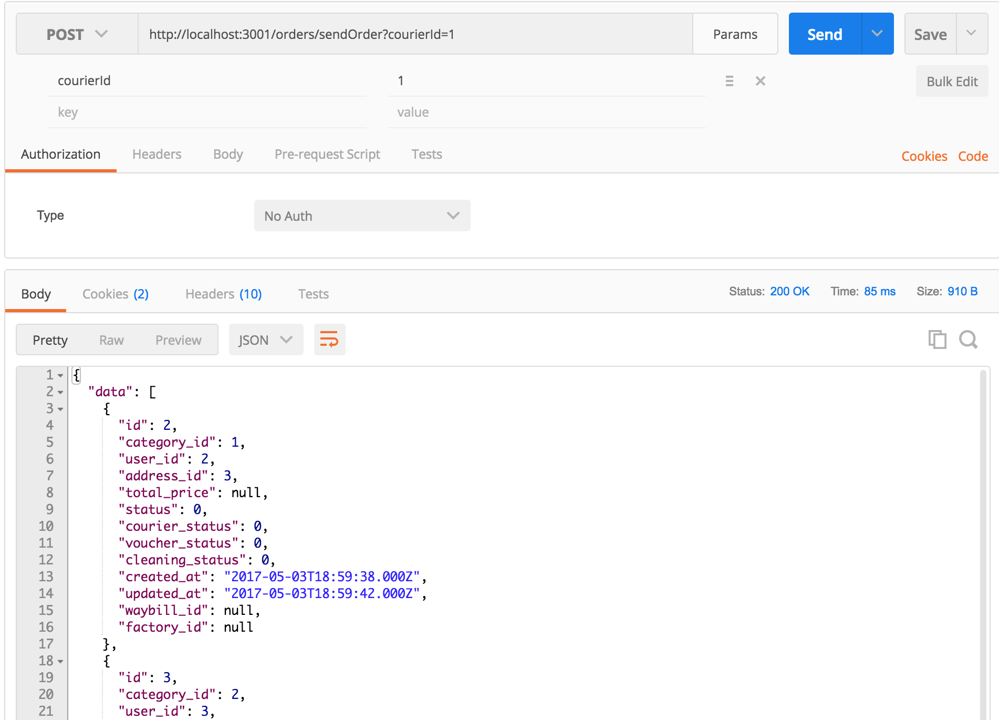 POST http://localhost:3001/orders/sendOrder?courierId=1 Params Send Save
courierId 1 Bulk Edit
key value
Authorization Headers Body Pre-request Script Tests Cookies Code
Type No Auth
Body Cookies (2) Headers (10) Tests Status: 200 OK Time: 85 ms Size: 910 B
Pretty Raw Preview JSON
1 {
2 "data": [
3 {
4 "id": 2,
5 "category_id": 1,
6 "user_id": 2,
7 "address_id": 3,
8 "total_price": null,
9 "status": 0,
10 "courier_status": 0,
11 "voucher_status": 0,
12 "cleaning_status": 0,
13 "created_at": "2017-05-03T18:59:38.000Z",
14 "updated_at": "2017-05-03T18:59:42.000Z",
15 "waybill_id": null,
16 "factory_id": null
17 },
18 {
19 "id": 3,
20 "category_id": 2,
21 "user_id": 3,